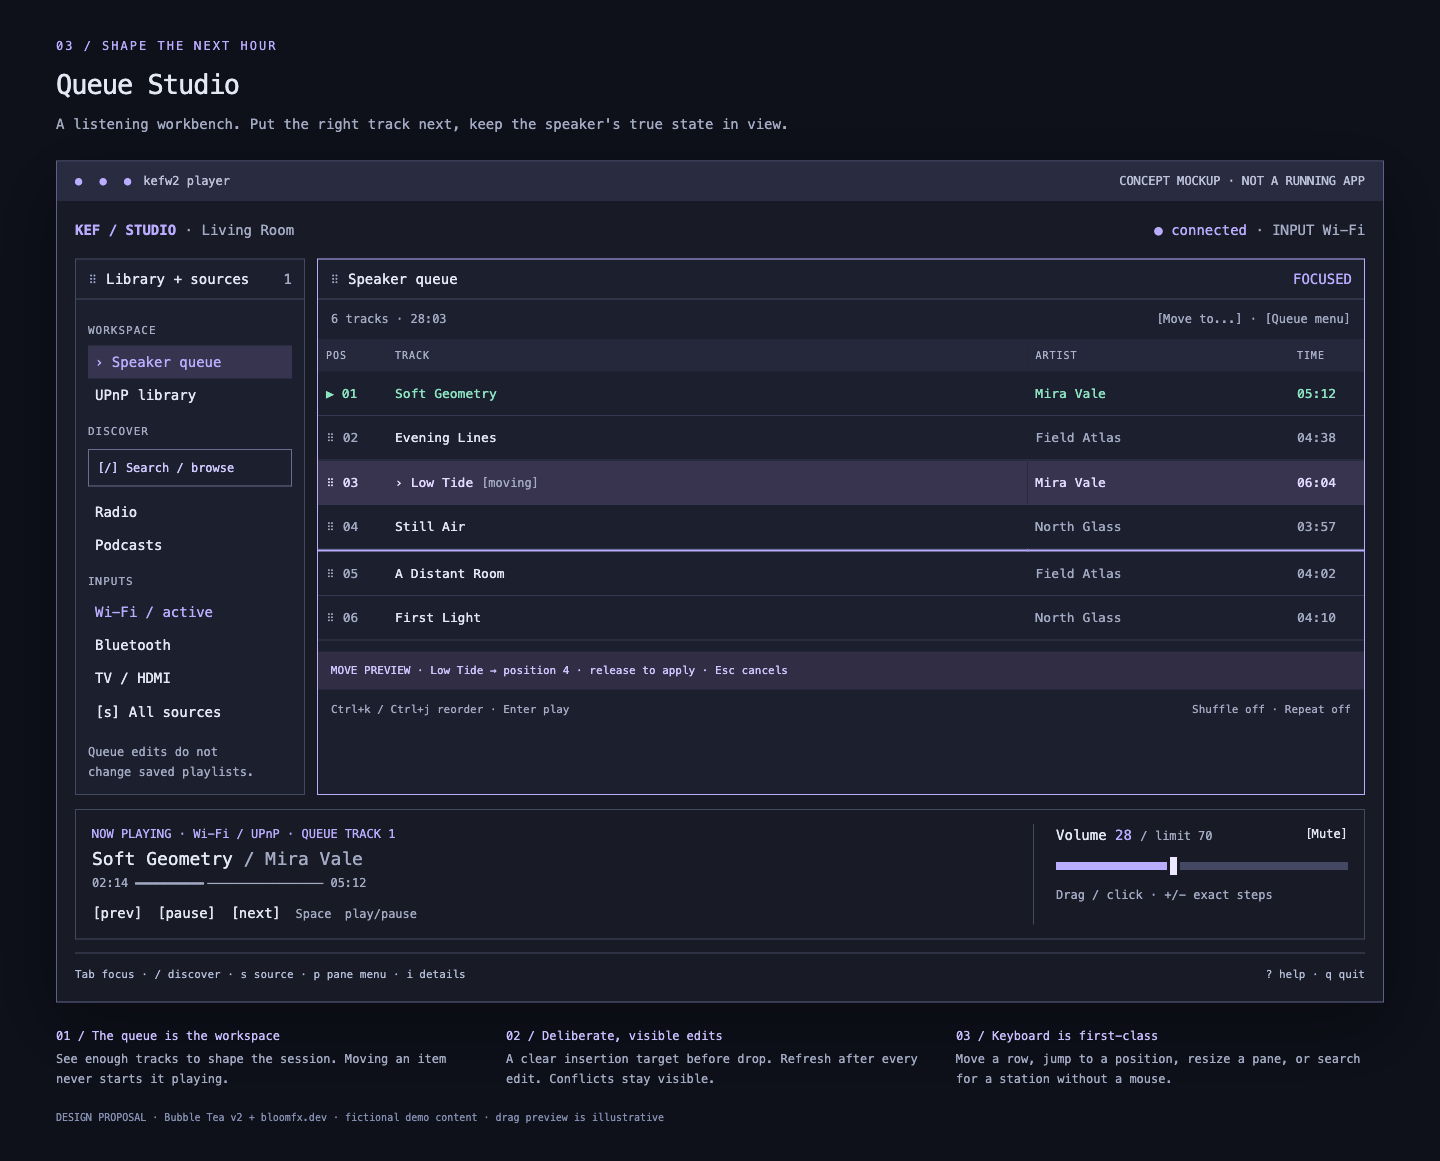 03 / SHAPE THE NEXT HOUR
Queue Studio
A listening workbench. Put the right track next, keep the speaker's true state in view.
kefw2 player
CONCEPT MOCKUP · NOT A RUNNING APP
KEF / STUDIO · Living Room
● connected · INPUT Wi-Fi
⠿ Library + sources 1
WORKSPACE
› Speaker queue
UPnP library
DISCOVER
[/] Search / browse
Radio
Podcasts
INPUTS
Wi-Fi / active
Bluetooth
TV / HDMI
[s] All sources
Queue edits do not
change saved playlists.
⠿ Speaker queue FOCUSED
6 tracks · 28:03 [Move to...] · [Queue menu]
POS TRACK ARTIST TIME
▶ 01 Soft Geometry Mira Vale 05:12
⠿ 02 Evening Lines Field Atlas 04:38
⠿ 03 › Low Tide [moving] Mira Vale 06:04
⠿ 04 Still Air North Glass 03:57
⠿ 05 A Distant Room Field Atlas 04:02
⠿ 06 First Light North Glass 04:10
MOVE PREVIEW · Low Tide → position 4 · release to apply · Esc cancels
Ctrl+k / Ctrl+j reorder · Enter play Shuffle off · Repeat off
NOW PLAYING · Wi-Fi / UPnP · QUEUE TRACK 1
Soft Geometry / Mira Vale
02:14 05:12
[prev] [pause] [next] Space play/pause
Volume 28 / limit 70 [Mute]
Drag / click · +/- exact steps
Tab focus · / discover · s source · p pane menu · i details
? help · q quit
01 / The queue is the workspace
See enough tracks to shape the session. Moving an item
never starts it playing.
02 / Deliberate, visible edits
A clear insertion target before drop. Refresh after every
edit. Conflicts stay visible.
03 / Keyboard is first-class
Move a row, jump to a position, resize a pane, or search
for a station without a mouse.
DESIGN PROPOSAL · Bubble Tea v2 + bloomfx.dev · fictional demo content · drag preview is illustrative